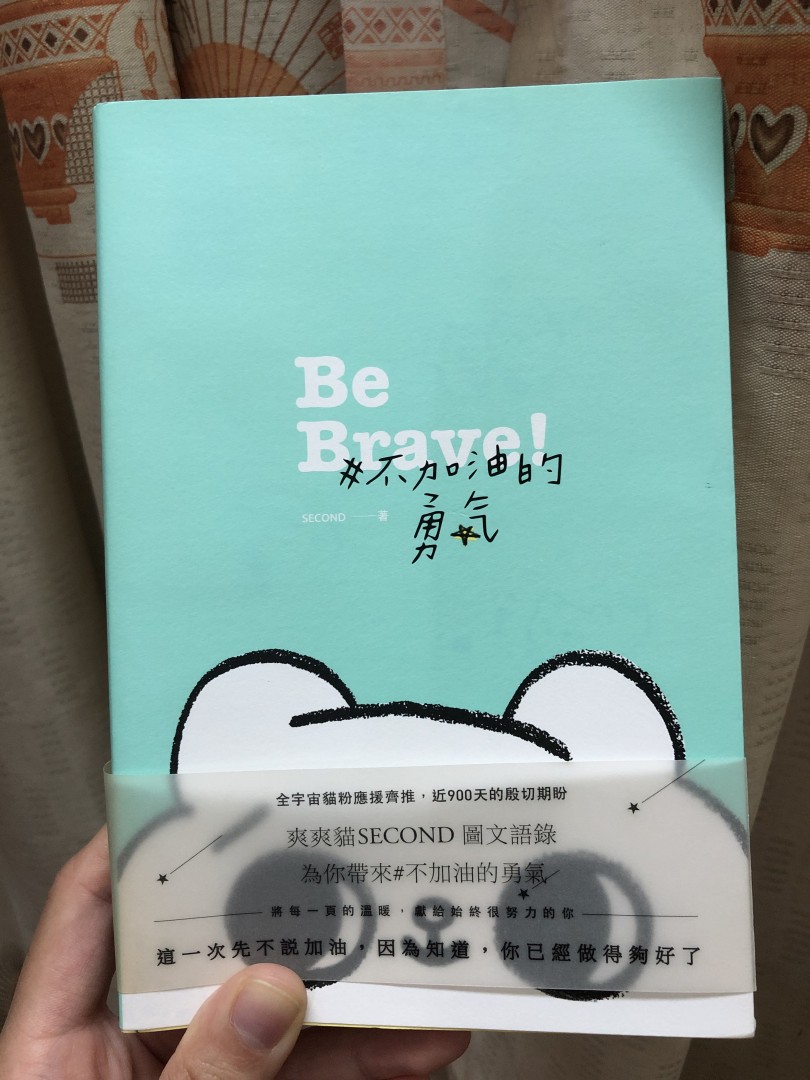 Be
Brave!
#不加油的
勇气
SECOND — 著
全宇宙貓粉應援齊推，近900天的殷切期盼
爽爽貓SECOND 圖文語錄
為你帶來#不加油的勇氣
將每一頁的溫暖，獻給始終很努力的你
這一次先不說加油，因為知道，你已經做得夠好了